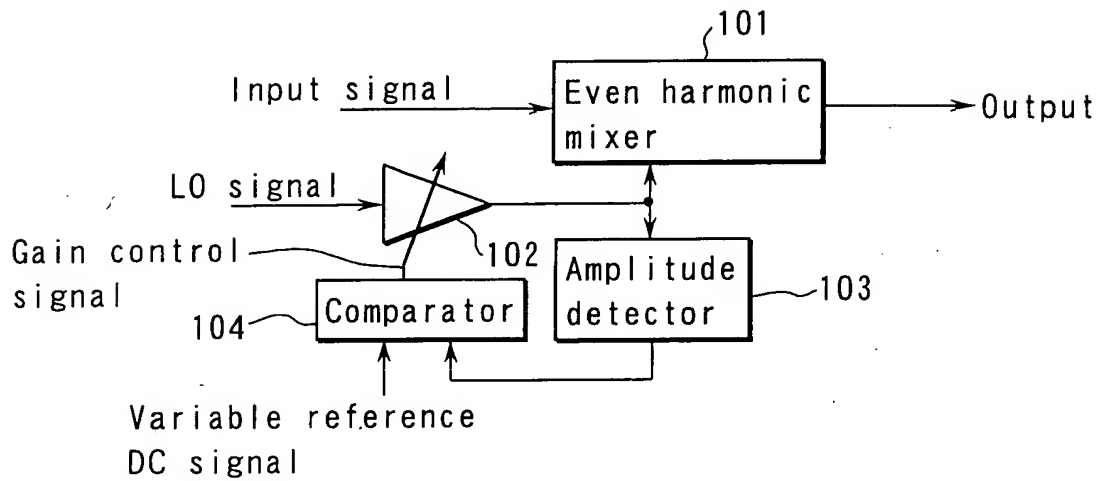 101
Input signal
Even harmonic
mixer
Output
LO signal
102
Gain control
signal
Amplitude
detector
103
104
Comparator
Variable reference
DC signal